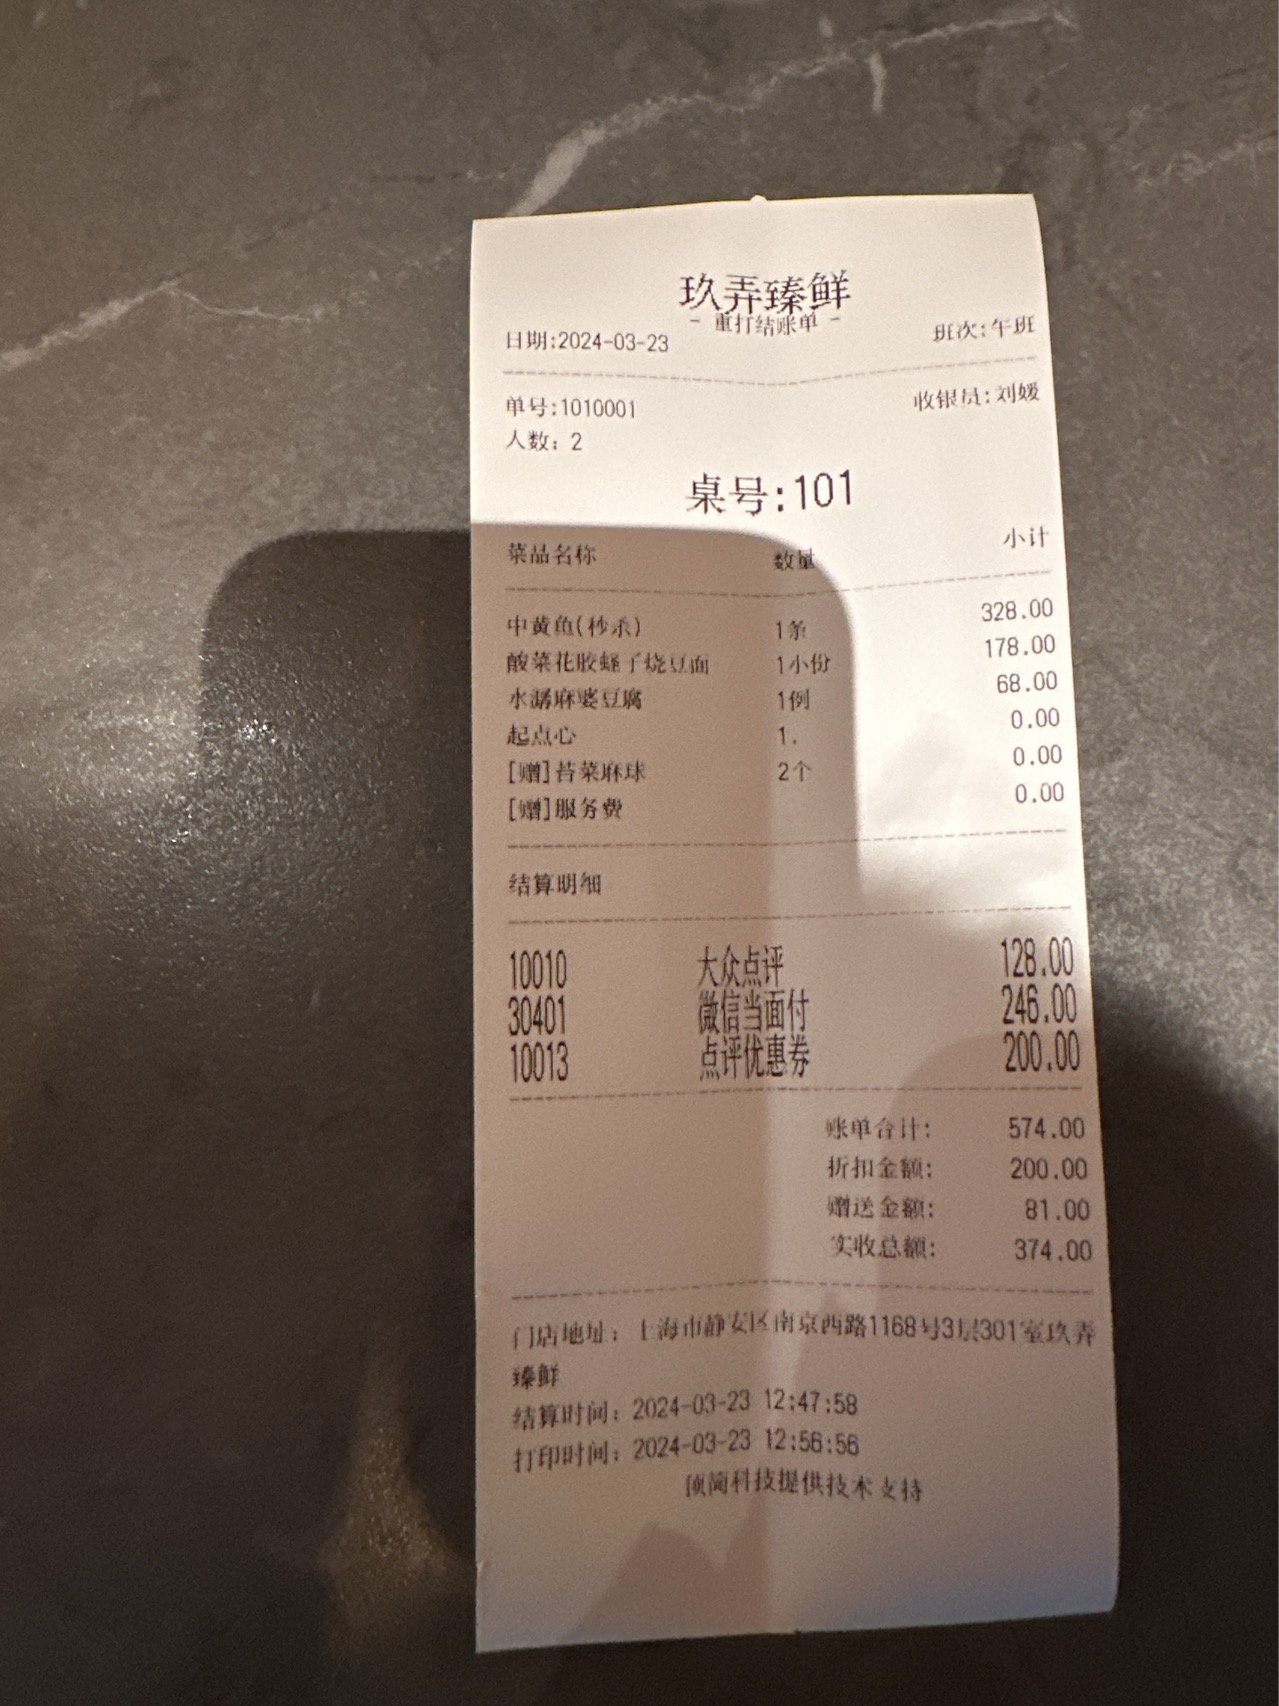 玖弄臻鲜
- 重打结账单 -
日期:2024-03-23 班次:午班
单号:1010001 收银员:刘媛
人数: 2
桌号:101
菜品名称 数量 小计
中黄鱼(秒杀) 1条 328.00
酸菜花胶蛏子烧豆面 1小份 178.00
水潺麻婆豆腐 1例 68.00
起点心 1. 0.00
[赠]苔菜麻球 2个 0.00
[赠]服务费 0.00
结算明细
10010 大众点评 128.00
30401 微信当面付 246.00
10013 点评优惠券 200.00
账单合计: 574.00
折扣金额: 200.00
赠送金额: 81.00
实收总额: 374.00
门店地址: 上海市静安区南京西路1168号3层301室玖弄
臻鲜
结算时间: 2024-03-23 12:47:58
打印时间: 2024-03-23 12:56:56
科技提供技术支持